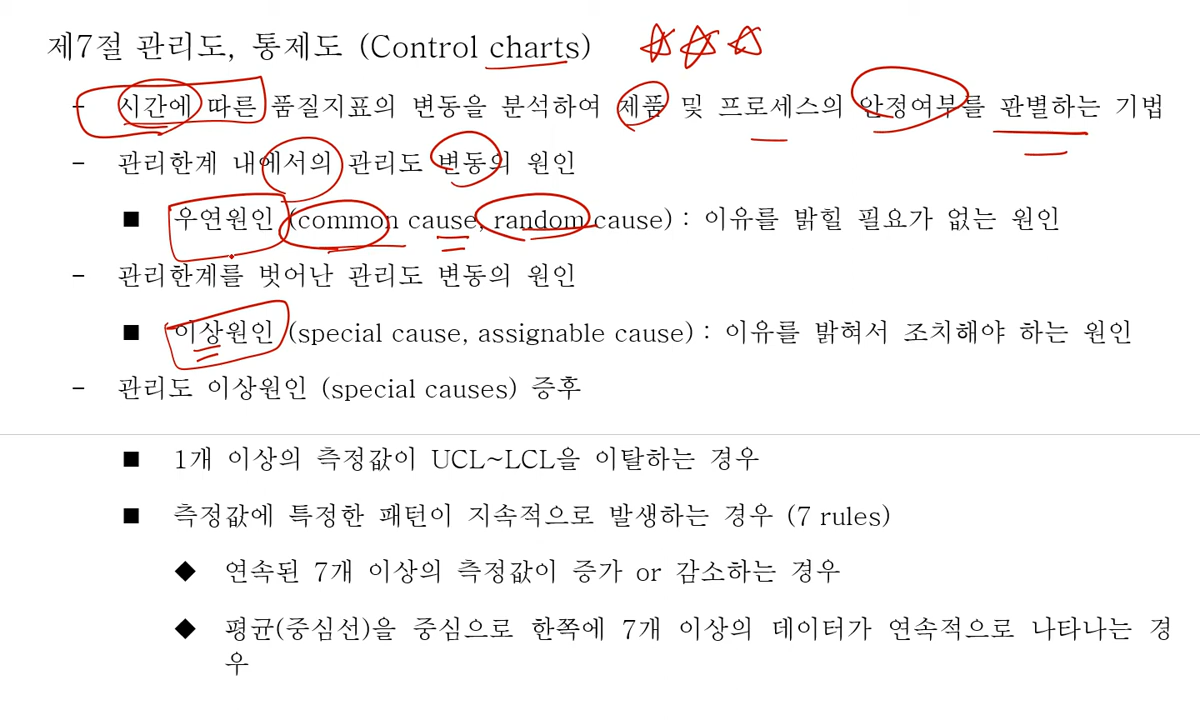 제7절 관리도, 통제도 (Control charts)
- 시간에 따른 품질지표의 변동을 분석하여 제품 및 프로세스의 안정여부를 판별하는 기법
- 관리한계 내에서의 관리도 변동의 원인
■ 우연원인 (common cause, random cause) : 이유를 밝힐 필요가 없는 원인
- 관리한계를 벗어난 관리도 변동의 원인
■ 이상원인 (special cause, assignable cause) : 이유를 밝혀서 조치해야 하는 원인
- 관리도 이상원인 (special causes) 증후
■ 1개 이상의 측정값이 UCL~LCL을 이탈하는 경우
■ 측정값에 특정한 패턴이 지속적으로 발생하는 경우 (7 rules)
◆ 연속된 7개 이상의 측정값이 증가 or 감소하는 경우
◆ 평균(중심선)을 중심으로 한쪽에 7개 이상의 데이터가 연속적으로 나타나는 경
우